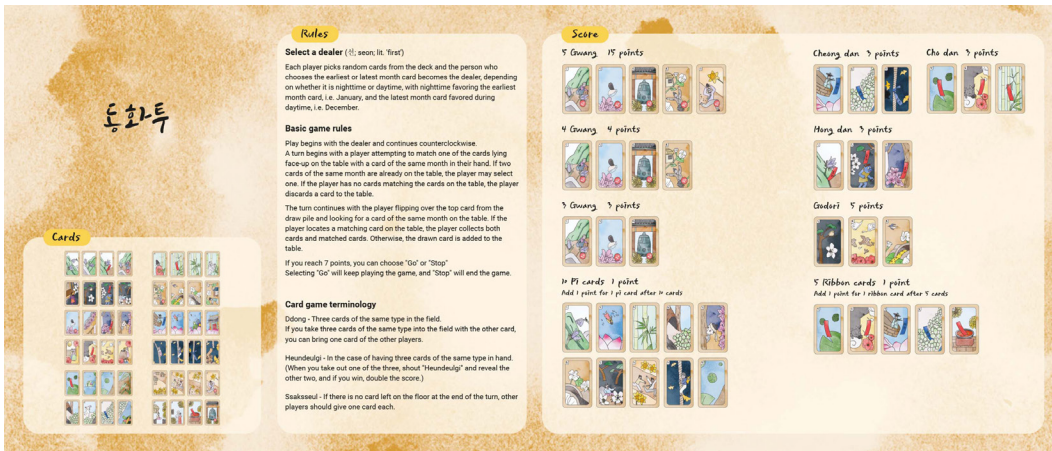 동화투
Cards
Rules
Select a dealer (선; seon; lit. 'first')
Each player picks random cards from the deck and the person who
chooses the earliest or latest month card becomes the dealer, depending
on whether it is nighttime or daytime, with nighttime favoring the earliest
month card, i.e. January, and the latest month card favored during
daytime, i.e. December.
Basic game rules
Play begins with the dealer and continues counterclockwise.
A turn begins with a player attempting to match one of the cards lying
face-up on the table with a card of the same month in their hand. If two
cards of the same month are already on the table, the player may select
one. If the player has no cards matching the cards on the table, the player
discards a card to the table.
The turn continues with the player flipping over the top card from the
draw pile and looking for a card of the same month on the table. If the
player locates a matching card on the table, the player collects both
cards and matched cards. Otherwise, the drawn card is added to the
table.
If you reach 7 points, you can choose "Go" or "Stop"
Selecting "Go" will keep playing the game, and "Stop" will end the game.
Card game terminology
Ddong - Three cards of the same type in the field.
If you take three cards of the same type into the field with the other card,
you can bring one card of the other players.
Heundeulgi - In the case of having three cards of the same type in hand.
(When you take out one of the three, shout "Heundeulgi" and reveal the
other two, and if you win, double the score.)
Ssaksseul - If there is no card left on the floor at the end of the turn, other
players should give one card each.
Score
5 Gwang 15 points
4 Gwang 4 points
3 Gwang 3 points
10 Pi cards 1 point
Add 1 point for 1 pi card after 10 cards
Cheong dan 3 points
Cho dan 3 points
Hong dan 3 points
Godori 5 points
5 Ribbon cards 1 point
Add 1 point for 1 ribbon card after 5 cards